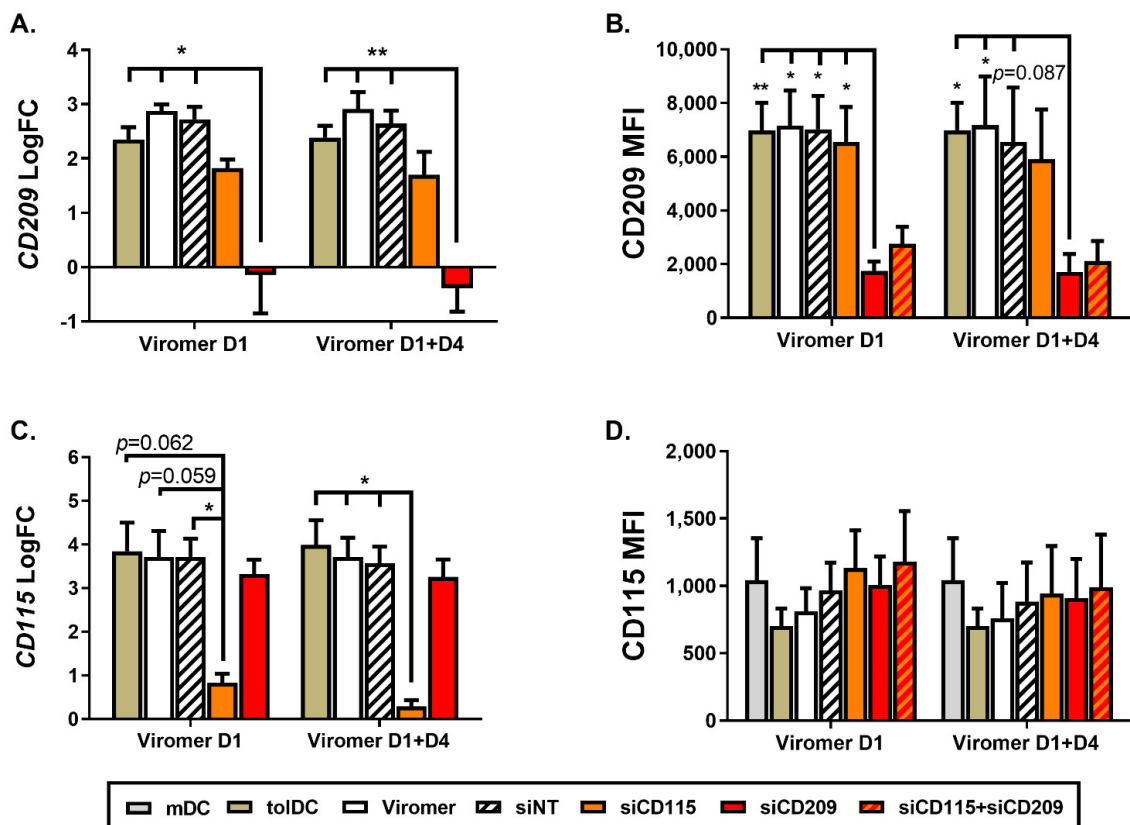 A.
CD209 LogFC
4
3
2
1
0
-1
*
**
Viromer D1
Viromer D1+D4
B.
CD209 MFI
10,000
8,000
6,000
4,000
2,000
0
** * * *
* * p=0.087
Viromer D1
Viromer D1+D4
C.
CD115 LogFC
6
5
4
3
2
1
0
p=0.062
p=0.059
*
*
Viromer D1
Viromer D1+D4
D.
CD115 MFI
2,000
1,500
1,000
500
0
Viromer D1
Viromer D1+D4
mDC tolDC Viromer siNT siCD115 siCD209 siCD115+siCD209